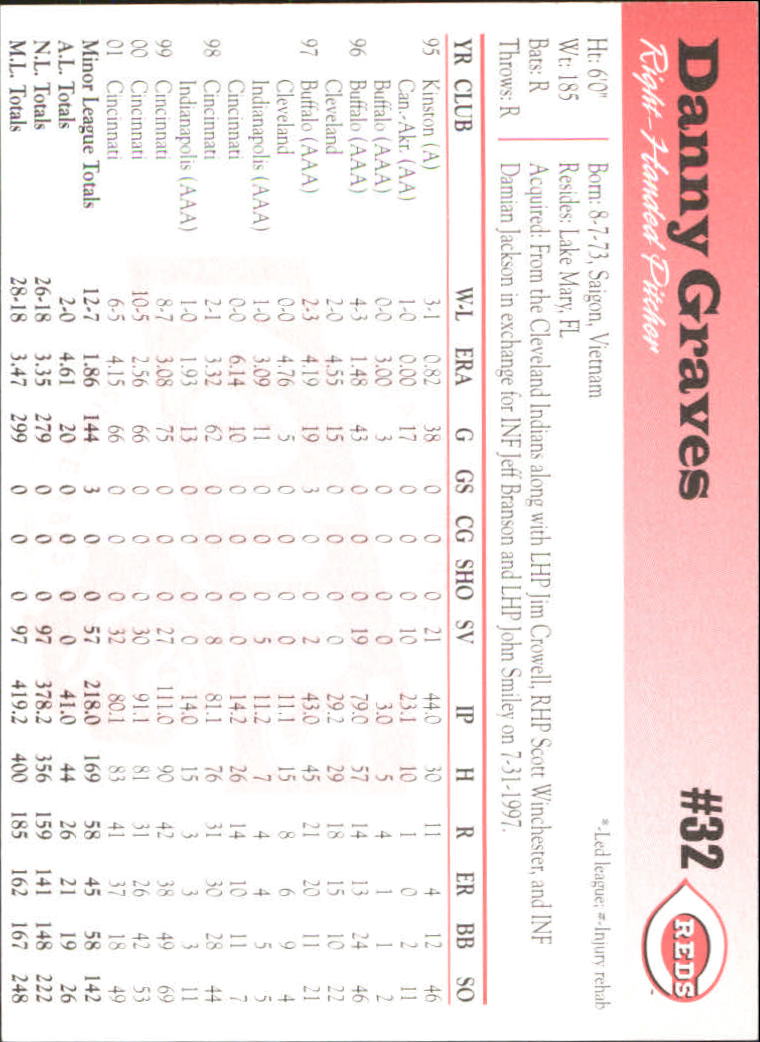 Danny Graves #32
Right-Handed Pitcher
REDS
*-Led league; #-Injury rehab
Ht: 6'0" Born: 8-7-73, Saigon, Vietnam
Wt: 185 Resides: Lake Mary, FL
Bats: R Acquired: From the Cleveland Indians along with LHP Jim Crowell, RHP Scott Winchester, and INF
Throws: R Damian Jackson in exchange for INF Jeff Branson and LHP John Smiley on 7-31-1997.
YR CLUB W-L ERA G GS CG SHO SV IP H R ER BB SO
95 Kinston (A) 3-1 0.82 38 0 0 0 21 44.0 30 11 4 12 46
Can.-Akr. (AA) 1-0 0.00 17 0 0 0 10 23.1 10 1 0 2 11
Buffalo (AAA) 0-0 3.00 3 0 0 0 0 3.0 5 4 1 1 2
96 Buffalo (AAA) 4-3 1.48 43 0 0 0 19 79.0 57 14 13 24 46
Cleveland 2-0 4.55 15 0 0 0 0 29.2 29 18 15 10 22
97 Buffalo (AAA) 2-3 4.19 19 3 0 0 2 43.0 45 21 20 11 21
Cleveland 0-0 4.76 5 0 0 0 0 11.1 15 8 6 9 4
Indianapolis (AAA) 1-0 3.09 11 0 0 0 5 11.2 7 4 4 5 5
Cincinnati 0-0 6.14 10 0 0 0 0 14.2 26 14 10 11 7
98 Cincinnati 2-1 3.32 62 0 0 0 8 81.1 76 31 30 28 44
Indianapolis (AAA) 1-0 1.93 13 0 0 0 0 14.0 15 3 3 3 11
99 Cincinnati 8-7 3.08 75 0 0 0 27 111.0 90 42 38 49 69
00 Cincinnati 10-5 2.56 66 0 0 0 30 91.1 81 31 26 42 53
01 Cincinnati 6-5 4.15 66 0 0 0 32 80.1 83 41 37 18 49
Minor League Totals 12-7 1.86 144 3 0 0 57 218.0 169 58 45 58 142
A.L. Totals 2-0 4.61 20 0 0 0 0 41.0 44 26 21 19 26
N.L. Totals 26-18 3.35 279 0 0 0 97 378.2 356 159 141 148 222
M.L. Totals 28-18 3.47 299 0 0 0 97 419.2 400 185 162 167 248